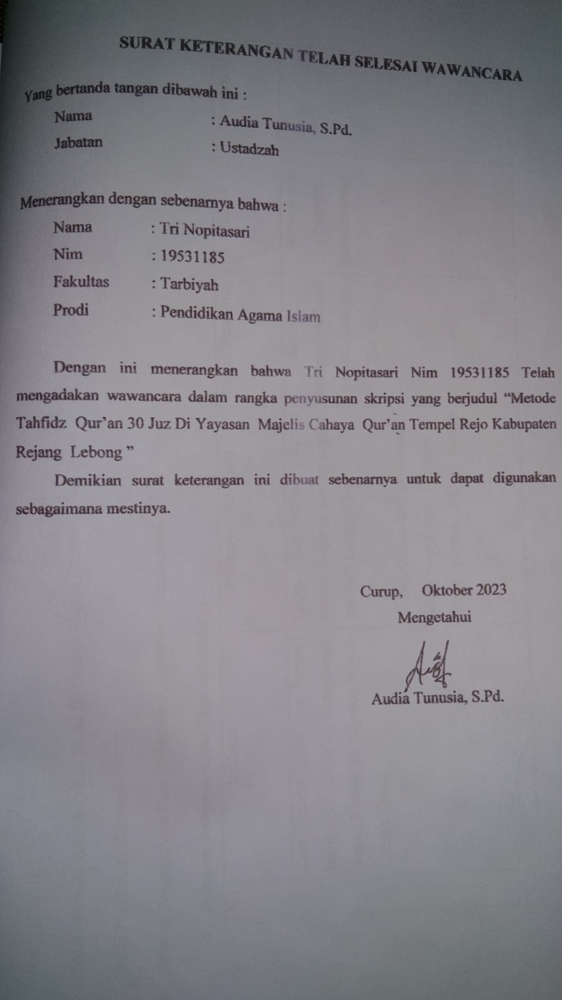 SURAT KETERANGAN TELAH SELESAI WAWANCARA
Yang bertanda tangan dibawah ini :
Nama : Audia Tunusia, S.Pd.
Jabatan : Ustadzah
Menerangkan dengan sebenarnya bahwa :
Nama : Tri Nopitasari
Nim : 19531185
Fakultas : Tarbiyah
Prodi : Pendidikan Agama Islam
Dengan ini menerangkan bahwa Tri Nopitasari Nim 19531185 Telah
mengadakan wawancara dalam rangka penyusunan skripsi yang berjudul “Metode
Tahfidz Qur’an 30 Juz Di Yayasan Majelis Cahaya Qur’an Tempel Rejo Kabupaten
Rejang Lebong ”
Demikian surat keterangan ini dibuat sebenarnya untuk dapat digunakan
sebagaimana mestinya.
Curup, Oktober 2023
Mengetahui
Audia Tunusia, S.Pd.